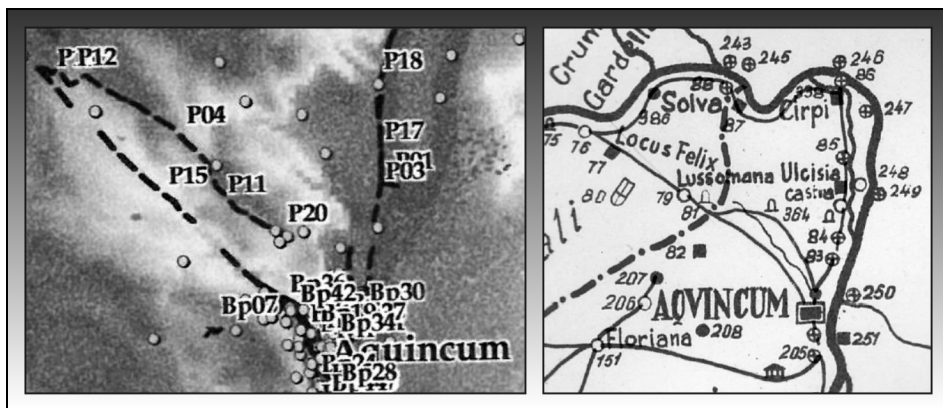 P12
P18
P04
P17
P03
P15
P11
P20
Bp42
Bp30
Bp07
Bp34
Aquincum
Bp28
243
245
246
86
Crum
Gardella
88
Solva
386
87
Cirpi
247
75
76
77
Locus Felix
Lussomana
85
Ulcisia
castra
248
249
80
79
81
364
84
83
ali
82
207
206
AQVINCUM
250
208
Floriana
151
251
205